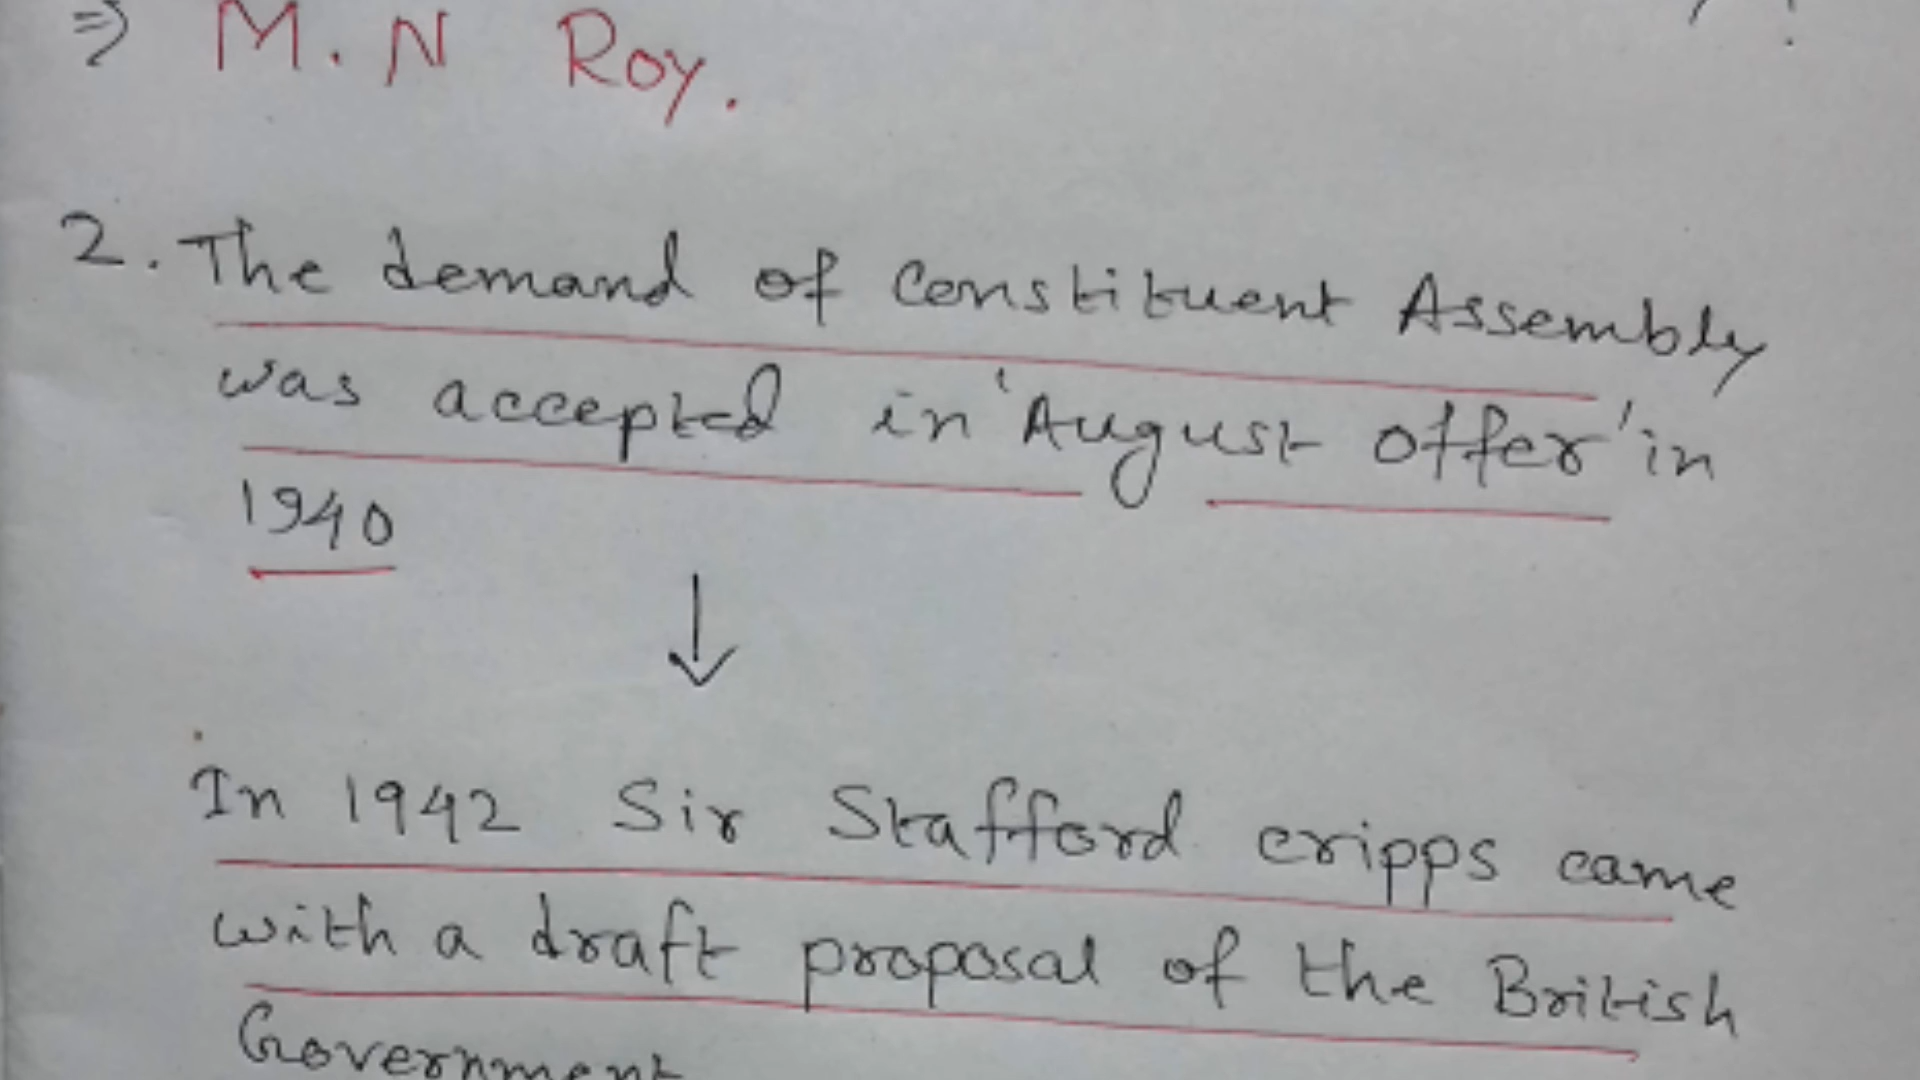 ⇒ M. N Roy.
2. The demand of Constituent Assembly
was accepted in 'August offer' in
1940
↓
In 1942 Sir Stafford cripps came
with a draft proposal of the British
Government